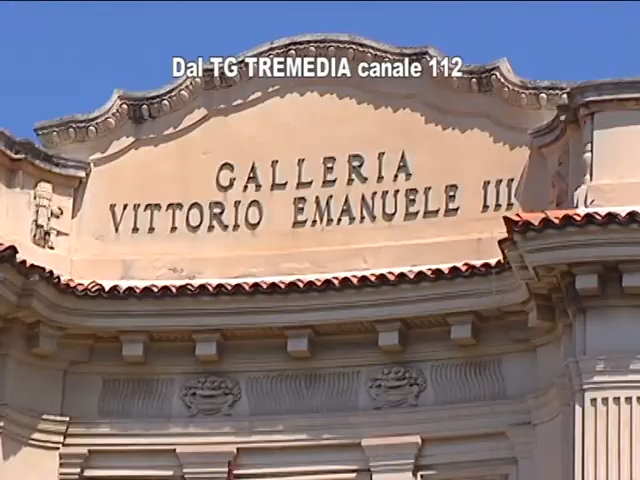 Dal TG TREMEDIA canale 112
GALLERIA
VITTORIO EMANUELE III